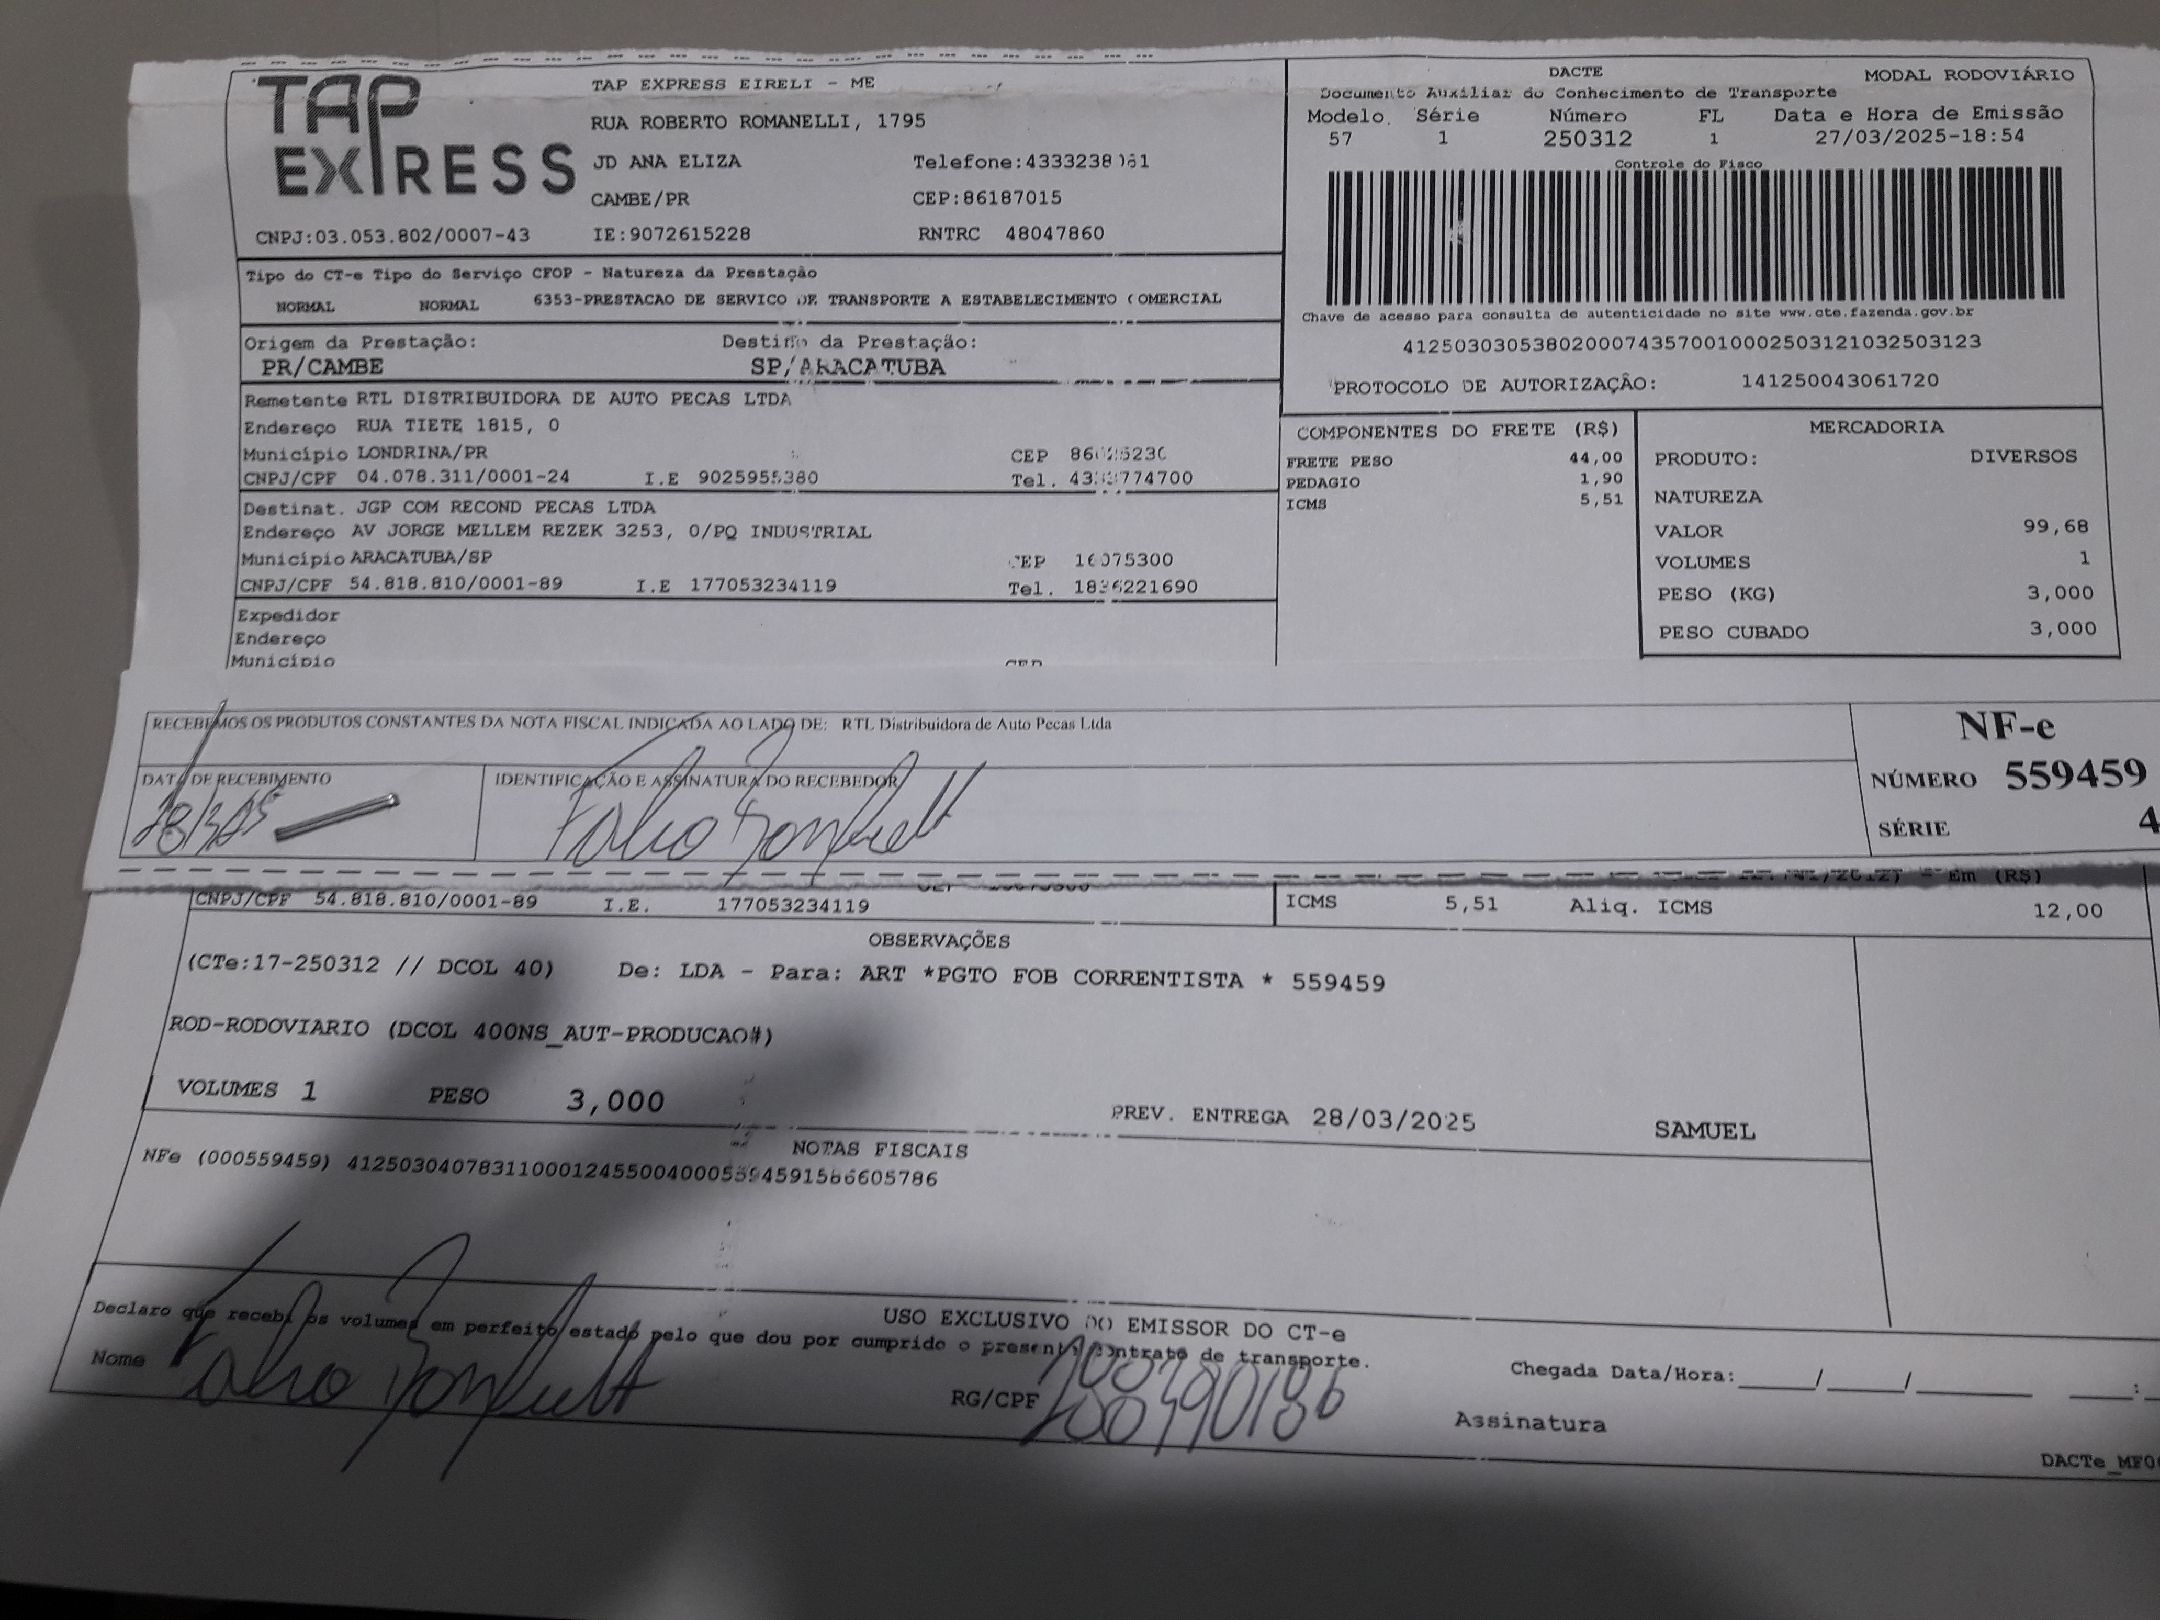 TAP EXPRESS
TAP EXPRESS EIRELI - ME
RUA ROBERTO ROMANELLI, 1795
JD ANA ELIZA Telefone:4333238
CAMBE/PR CEP:86187015
CNPJ:03.053.802/0007-43 IE:9072615228 RNTRC 48047860
DACTE MODAL RODOVIÁRIO
Documento Auxiliar do Conhecimento de Transporte
Modelo Série Número FL Data e Hora de Emissão
57 1 250312 1 27/03/2025-18:54
Controle do Fisco
Chave de acesso para consulta de autenticidade no site www.cte.fazenda.gov.br
41250303053802000743570010002503121032503123
PROTOCOLO DE AUTORIZAÇÃO: 141250043061720
Tipo do CT-e Tipo do Serviço CFOP - Natureza da Prestação
NORMAL NORMAL 6353-PRESTACAO DE SERVICO DE TRANSPORTE A ESTABELECIMENTO COMERCIAL
Origem da Prestação: Destino da Prestação:
PR/CAMBE SP/ARACATUBA
Remetente RTL DISTRIBUIDORA DE AUTO PECAS LTDA
Endereço RUA TIETE 1815, 0
Município LONDRINA/PR CEP
CNPJ/CPF 04.078.311/0001-24 I.E 9025955380 Tel.
Destinat. JGP COM RECOND PECAS LTDA
Endereço AV JORGE MELLEM REZEK 3253, 0/PQ INDUSTRIAL
Município ARACATUBA/SP CEP 16075300
CNPJ/CPF 54.818.810/0001-89 I.E 177053234119 Tel. 1836221690
Expedidor
Endereço
Município CEP
COMPONENTES DO FRETE (R$)
FRETE PESO 44,00
PEDAGIO 1,90
ICMS 5,51
MERCADORIA
PRODUTO: DIVERSOS
NATUREZA
VALOR 99,68
VOLUMES 1
PESO (KG) 3,000
PESO CUBADO 3,000
RECEBEMOS OS PRODUTOS CONSTANTES DA NOTA FISCAL INDICADA AO LADO DE: RTL Distribuidora de Auto Pecas Ltda
DATA DE RECEBIMENTO IDENTIFICAÇÃO E ASSINATURA DO RECEBEDOR
NF-e
NÚMERO 559459
SÉRIE 4
Em (R$)
CNPJ/CPF 54.818.810/0001-89 I.E. 177053234119
ICMS 5,51 Aliq. ICMS 12,00
OBSERVAÇÕES
(CTe:17-250312 // DCOL 40) De: LDA - Para: ART *PGTO FOB CORRENTISTA * 559459
ROD-RODOVIARIO (DCOL 400NS_AUT-PRODUCAO#)
VOLUMES 1 PESO 3,000 PREV. ENTREGA 28/03/2025 SAMUEL
NOTAS FISCAIS
NFe (000559459) 41250304078311000124550040005594591566605786
USO EXCLUSIVO DO EMISSOR DO CT-e
Declaro que recebi os volumes em perfeito estado pelo que dou por cumprido o presente contrato de transporte.
Nome RG/CPF Chegada Data/Hora:____/____/______ ___:
Assinatura